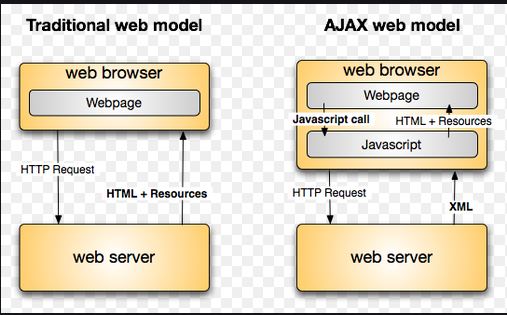 Traditional web model
web browser
Webpage
HTTP Request
HTML + Resources
web server
AJAX web model
web browser
Webpage
Javascript call
HTML + Resources
Javascript
HTTP Request
XML
web server